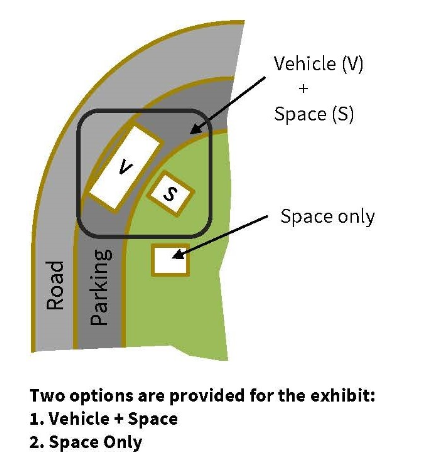 Vehicle (V)
+
Space (S)
V
S
Space only
Road
Parking
Two options are provided for the exhibit:
1. Vehicle + Space
2. Space Only